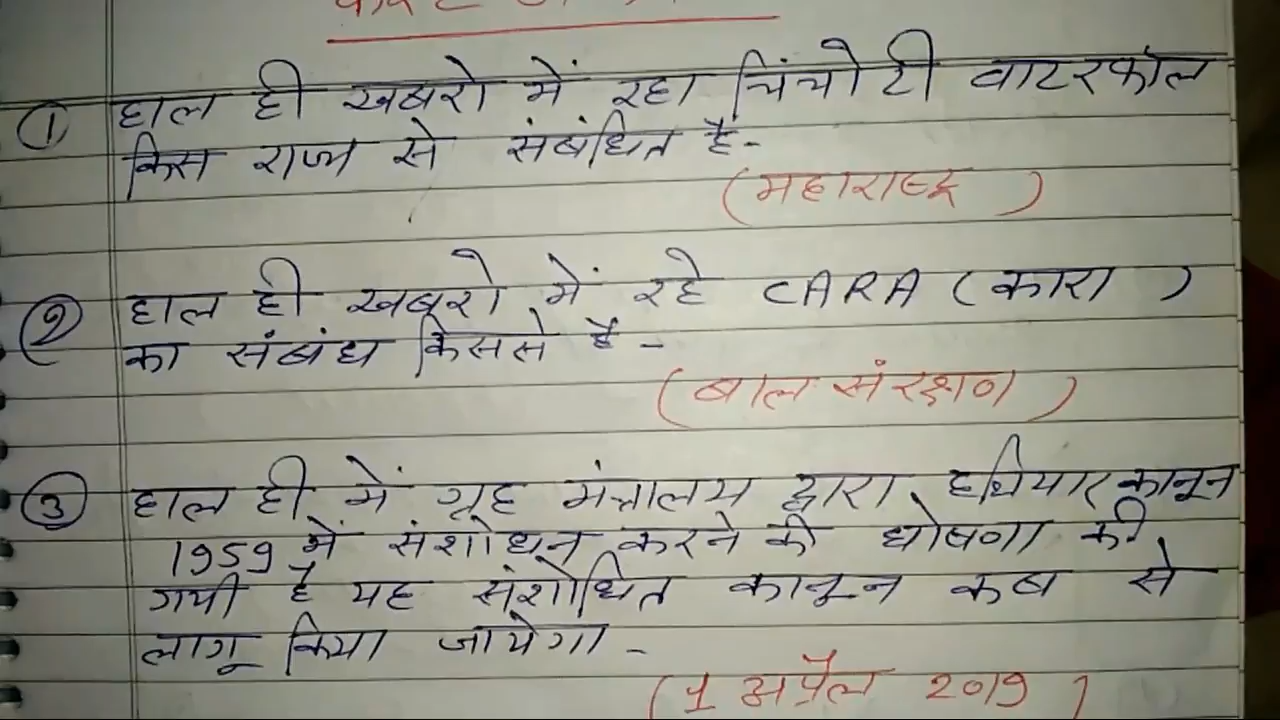 ① हाल ही खबरो में रहा चिंचोटी वाटरफॉल
किस राज्य से संबंधित है-
(महाराष्ट्र)
② हाल ही खबरो में रहे CARA (कारा)
का संबंध किससे है -
(बाल संरक्षण)
③ हाल ही में गृह मंत्रालय द्वारा हथियार कानून
1959 में संशोधन करने की घोषणा की
गयी है यह संशोधित कानून कब से
लागू किया जायेगा -
(1 अप्रैल 2019)